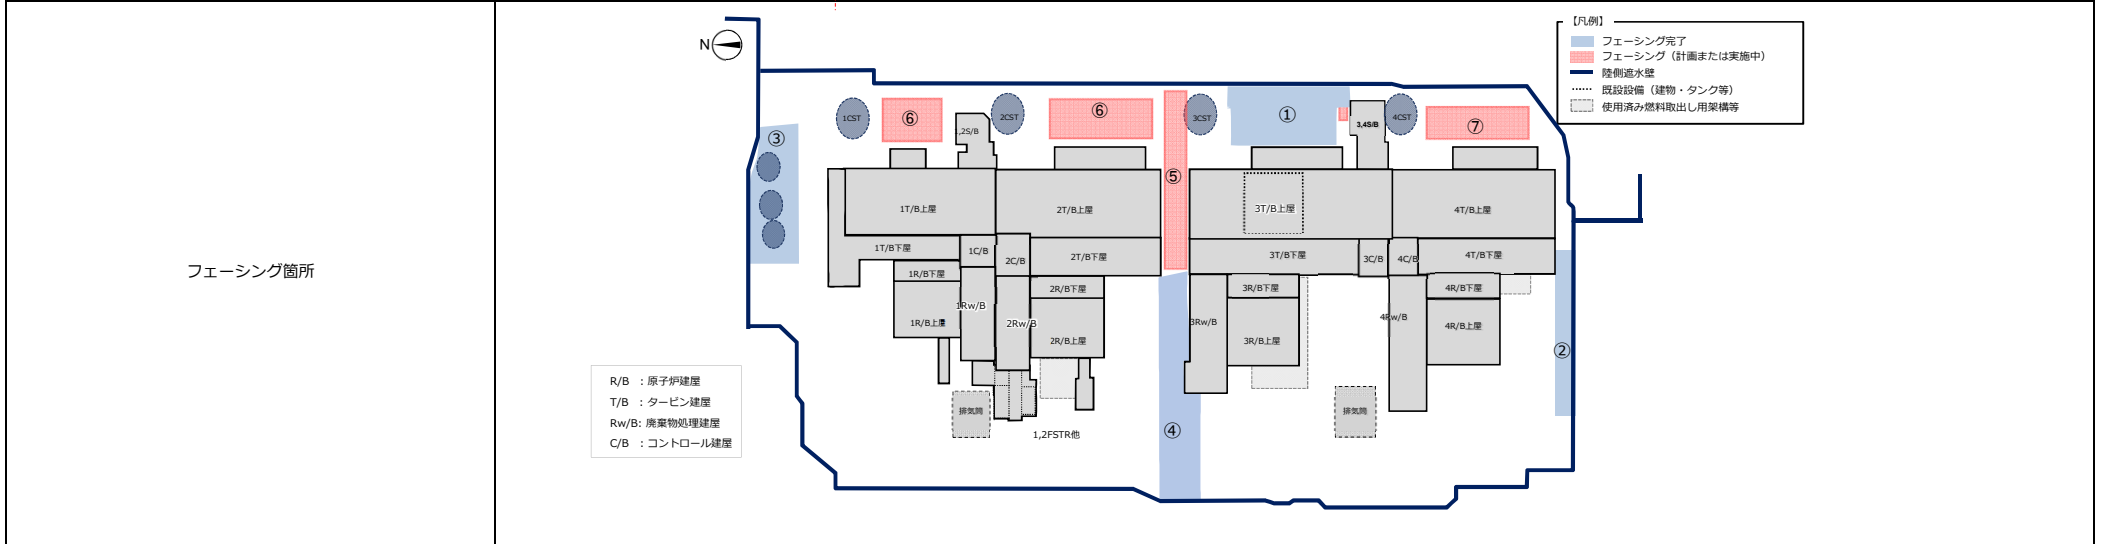 フェーシング箇所
N
【凡例】
フェーシング完了
フェーシング（計画または実施中）
陸側遮水壁
既設設備（建物・タンク等）
使用済み燃料取出し用架構等
1CST
⑥
2CST
⑥
3CST
①
3,4S/B
4CST
⑦
③
1,2S/B
⑤
1T/B上屋
2T/B上屋
3T/B上屋
4T/B上屋
1T/B下屋
1C/B
2C/B
2T/B下屋
3T/B下屋
3C/B
4C/B
4T/B下屋
1R/B下屋
2R/B下屋
3R/B下屋
4R/B下屋
1Rw/B
1R/B上屋
2Rw/B
2R/B上屋
3Rw/B
3R/B上屋
4Rw/B
4R/B上屋
②
R/B ：原子炉建屋
T/B ：タービン建屋
Rw/B: 廃棄物処理建屋
C/B ：コントロール建屋
排気筒
1,2FSTR他
④
排気筒